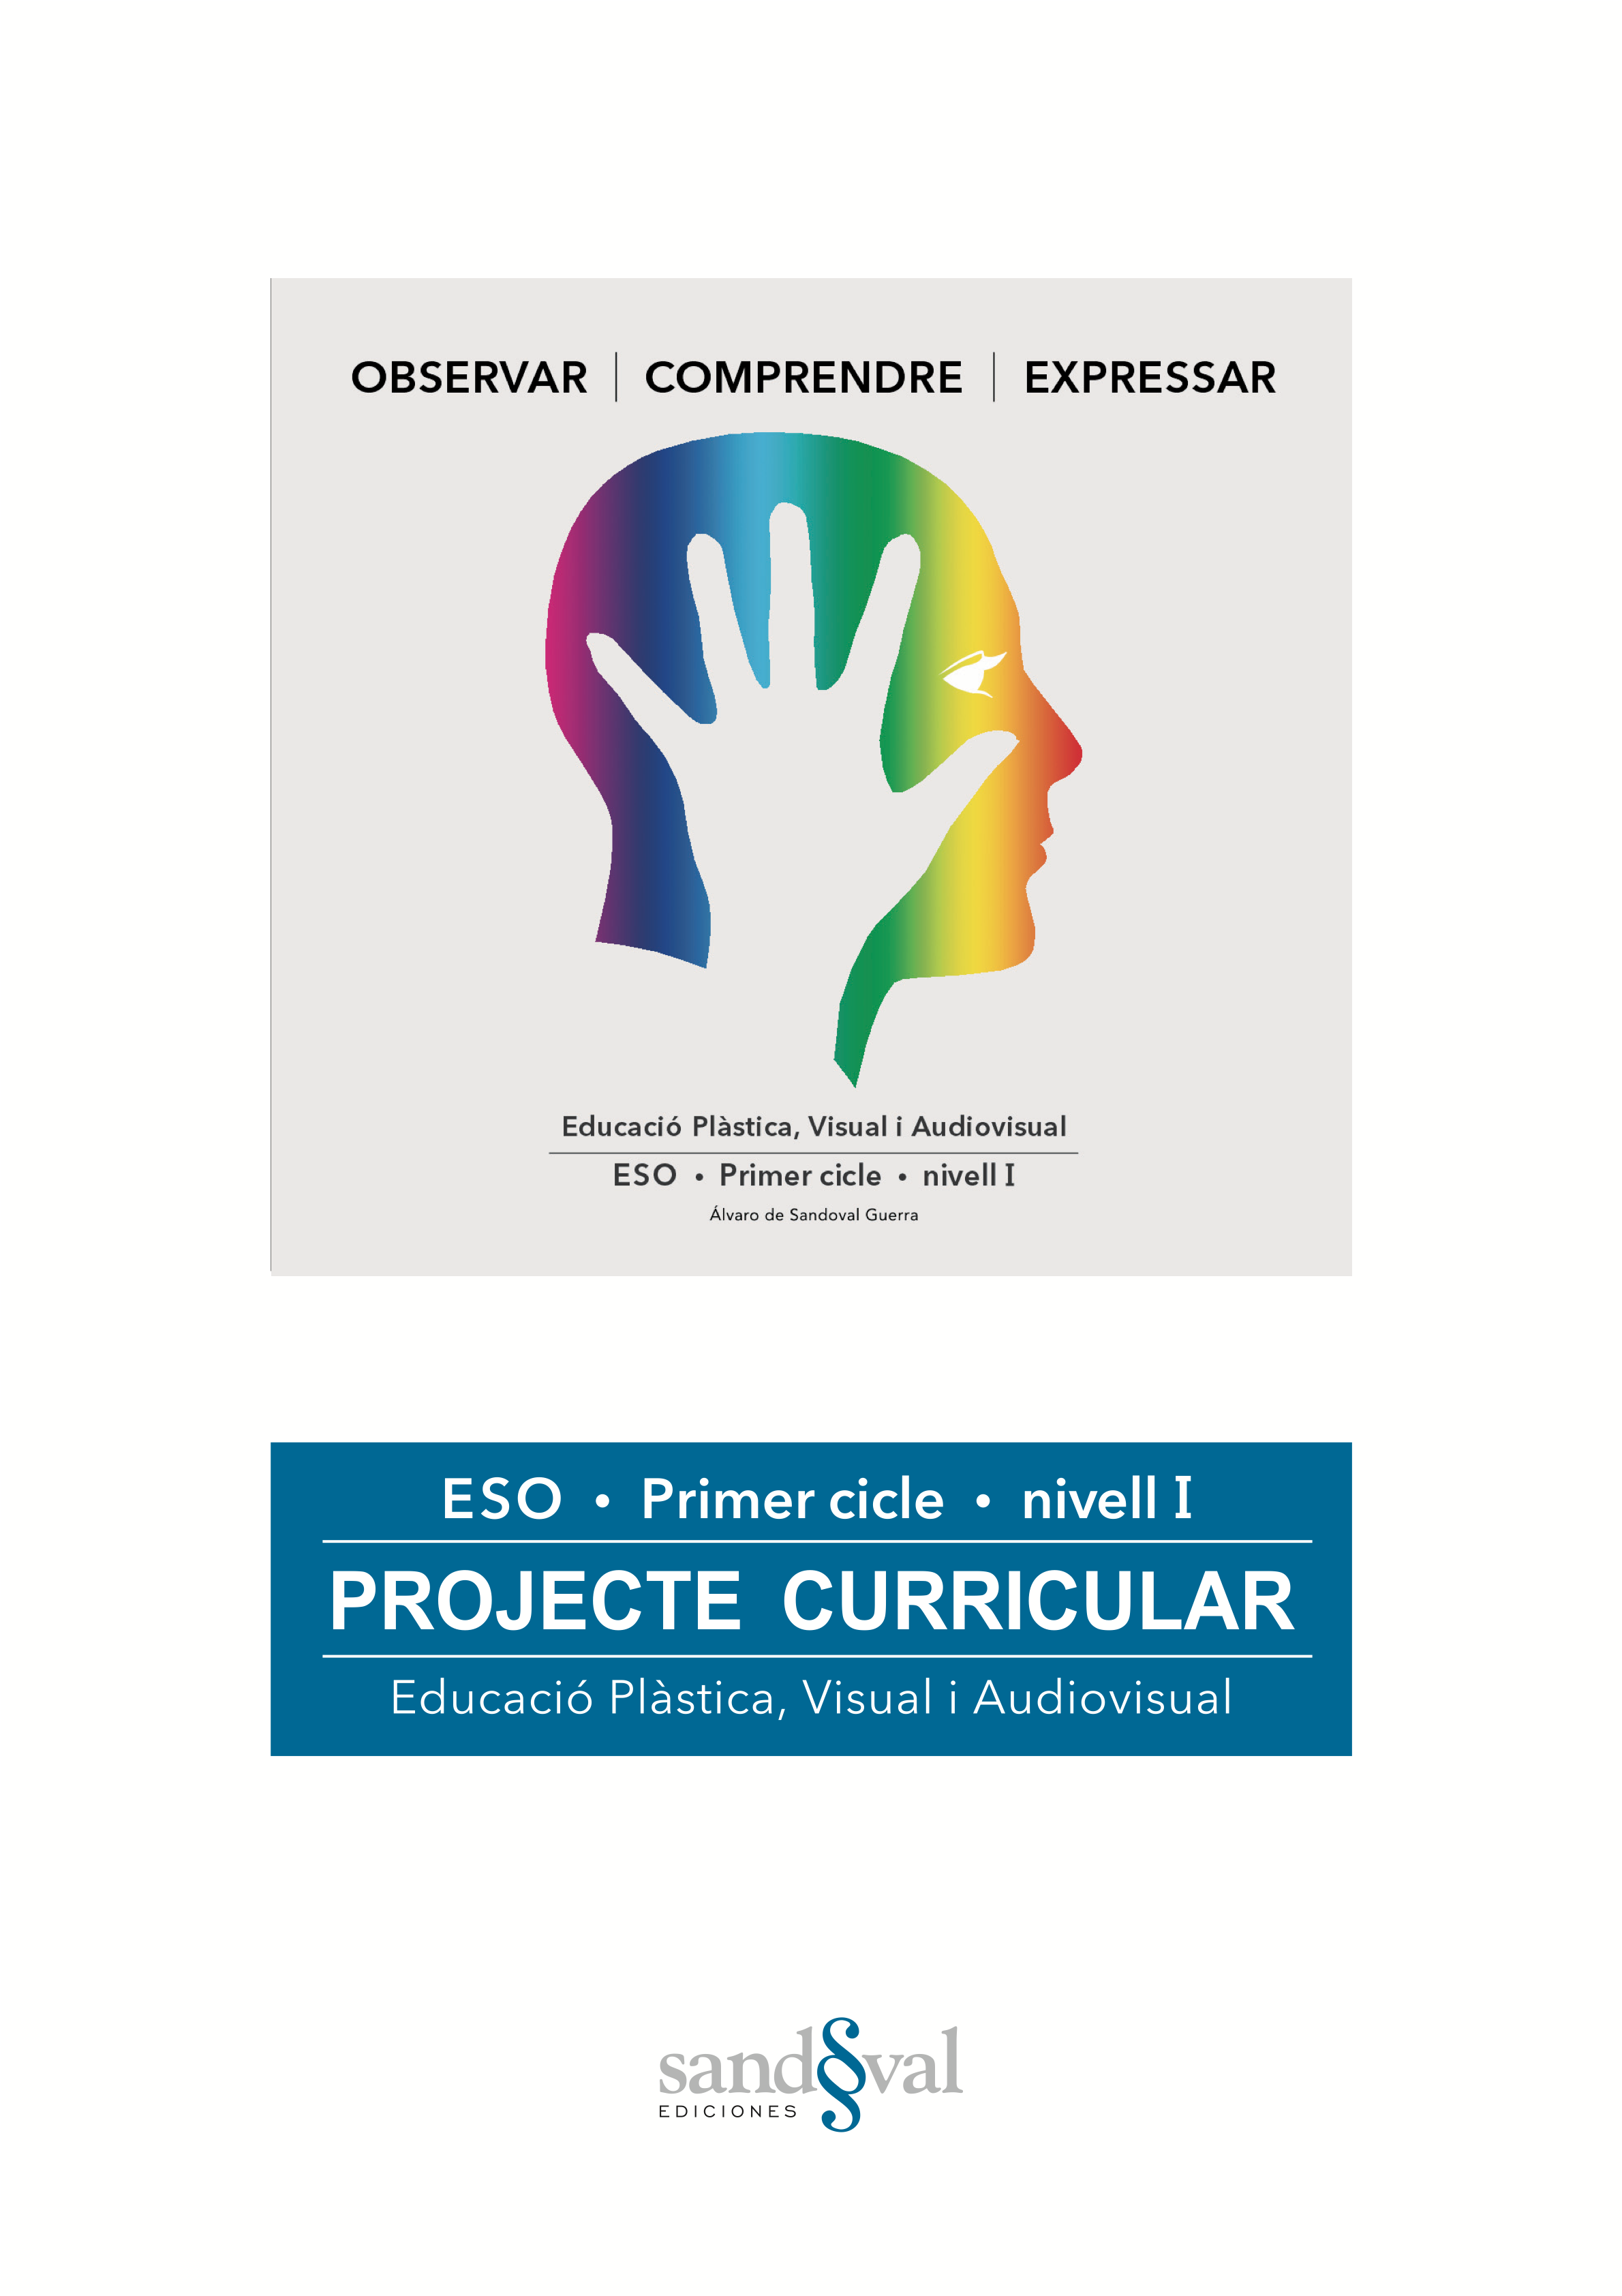 OBSERVAR | COMPRENDRE | EXPRESSAR
Educació Plàstica, Visual i Audiovisual
ESO • Primer cicle • nivell I
Álvaro de Sandoval Guerra
ESO • Primer cicle • nivell I
PROJECTE CURRICULAR
Educació Plàstica, Visual i Audiovisual
sandoval
EDICIONES